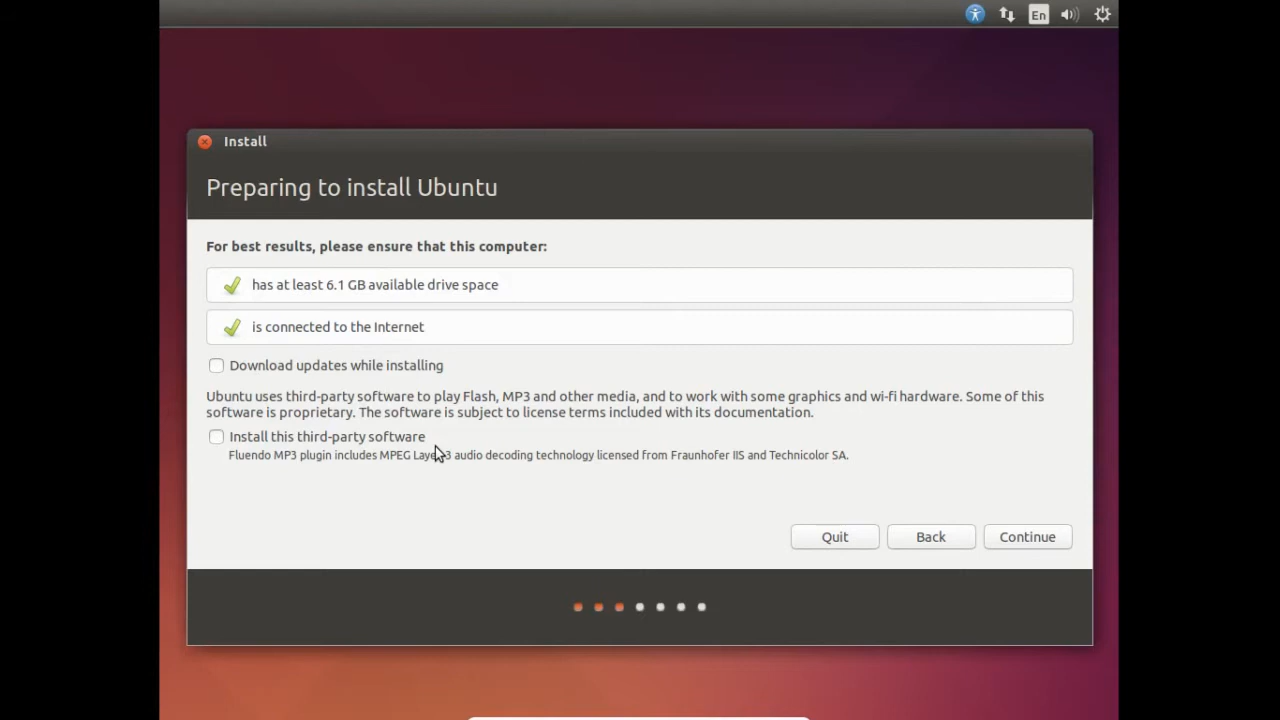 En
Install
Preparing to install Ubuntu
For best results, please ensure that this computer:
has at least 6.1 GB available drive space
is connected to the Internet
Download updates while installing
Ubuntu uses third-party software to play Flash, MP3 and other media, and to work with some graphics and wi-fi hardware. Some of this
software is proprietary. The software is subject to license terms included with its documentation.
Install this third-party software
Fluendo MP3 plugin includes MPEG Layer 3 audio decoding technology licensed from Fraunhofer IIS and Technicolor SA.
Quit Back Continue